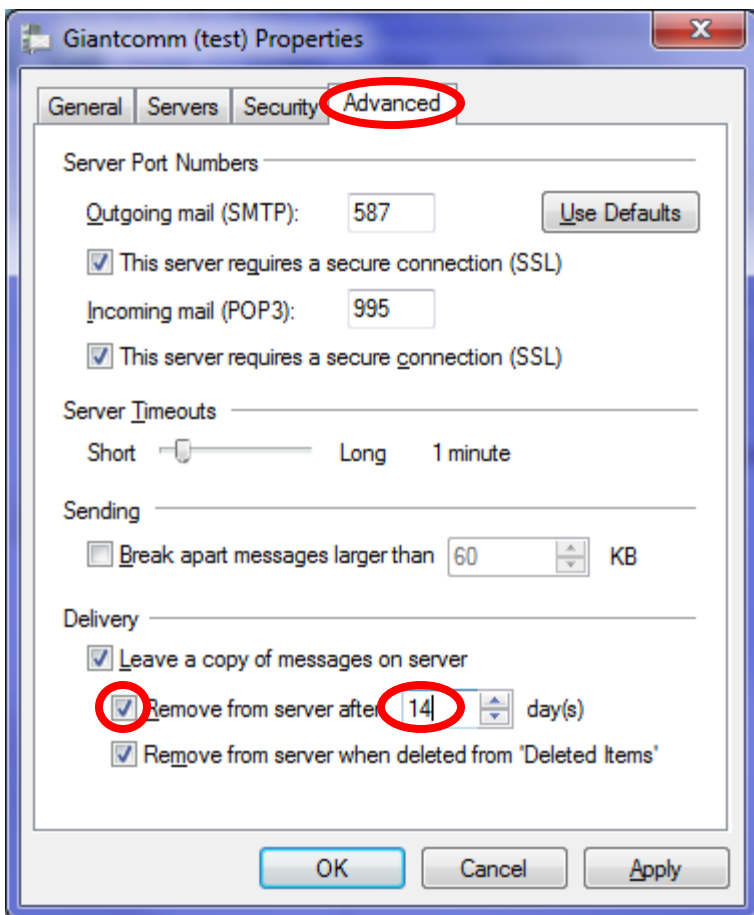 Giantcomm (test) Properties
General Servers Security Advanced
Server Port Numbers
Outgoing mail (SMTP): 587 Use Defaults
This server requires a secure connection (SSL)
Incoming mail (POP3): 995
This server requires a secure connection (SSL)
Server Timeouts
Short Long 1 minute
Sending
Break apart messages larger than 60 KB
Delivery
Leave a copy of messages on server
Remove from server after 14 day(s)
Remove from server when deleted from 'Deleted Items'
OK Cancel Apply